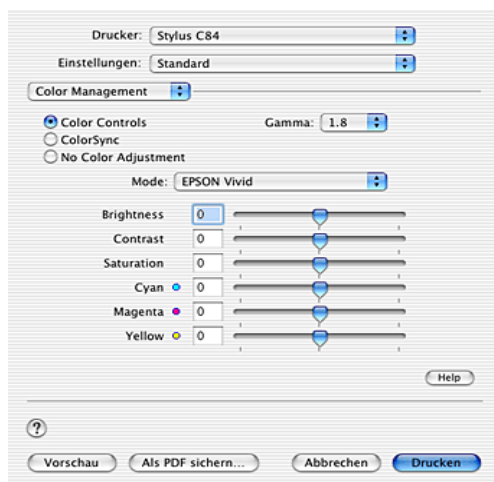 Drucker: Stylus C84
Einstellungen: Standard
Color Management
Color Controls Gamma: 1.8
ColorSync
No Color Adjustment
Mode: EPSON Vivid
Brightness 0
Contrast 0
Saturation 0
Cyan 0
Magenta 0
Yellow 0
Help
?
Vorschau Als PDF sichern... Abbrechen Drucken